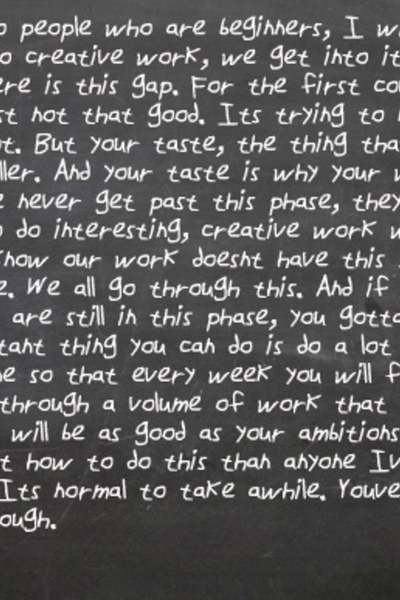 o people who are beginners, I w
o creative work, we get into it
ere is this gap. For the first co
st not that good. Its trying to
ot. But your taste, the thing tha
ller. And your taste is why your w
e never get past this phase, they
o do interesting, creative work w
know our work doesnt have this
e. We all go through this. And if
are still in this phase, you gotta
tant thing you can do is do a lot
ne so that every week you will f
through a volume of work that
will be as good as your ambitions
t how to do this than anyone Iv
Its normal to take awhile. Youve
ough.